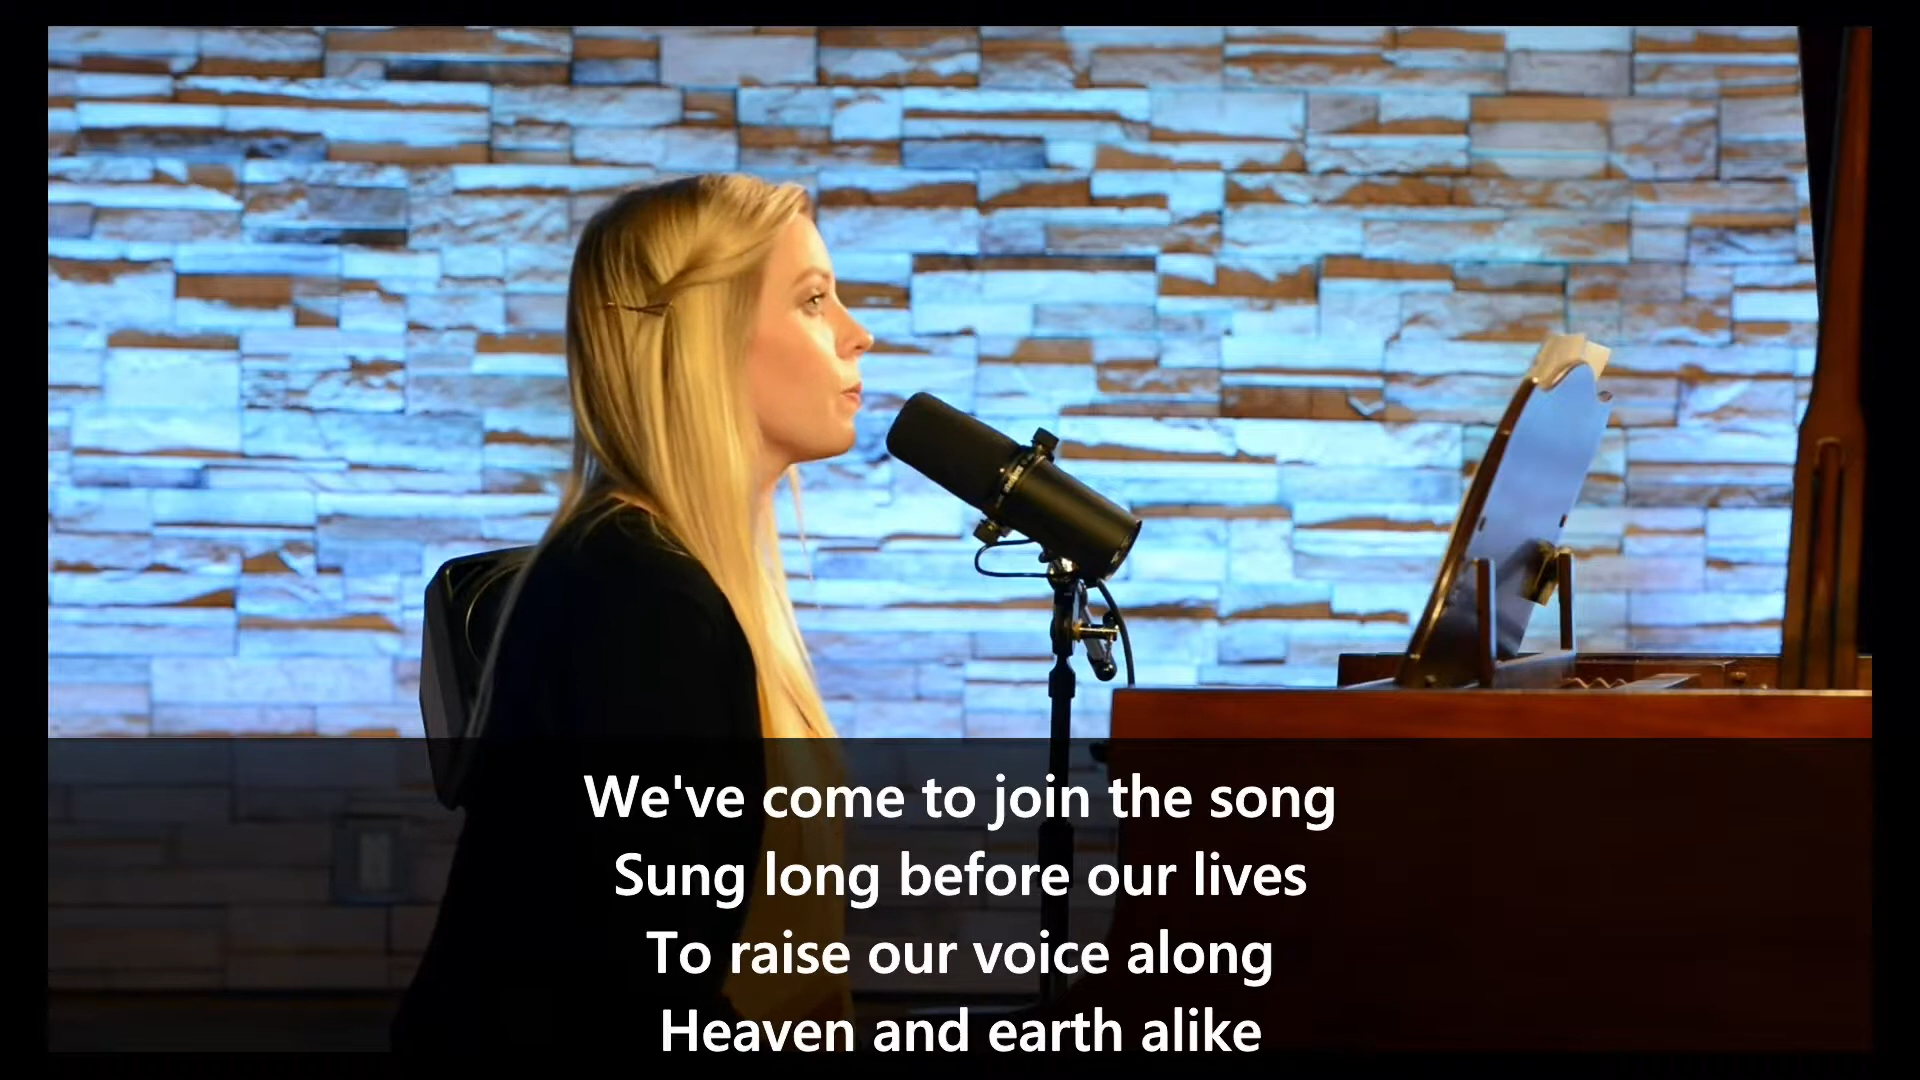 We've come to join the song
Sung long before our lives
To raise our voice along
Heaven and earth alike